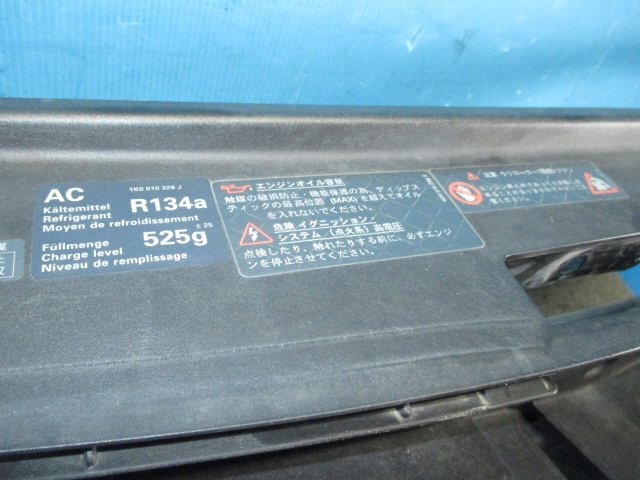 AC
1K0 010 328 J
Kältemittel
Refrigerant
Moyen de refroidissement
R134a
Füllmenge
Charge level
Niveau de remplissage
525g
± 25
エンジンオイル容量
触媒の破損防止・機能保護の為、ディップス
ティックの最高位置 (MAX) を超えてオイル
を入れないでください。
危険 イグニッション
システム (点火系) 高電圧
点検したり、触れたりする前に、必ずエンジ
ンを停止させてください。
注意